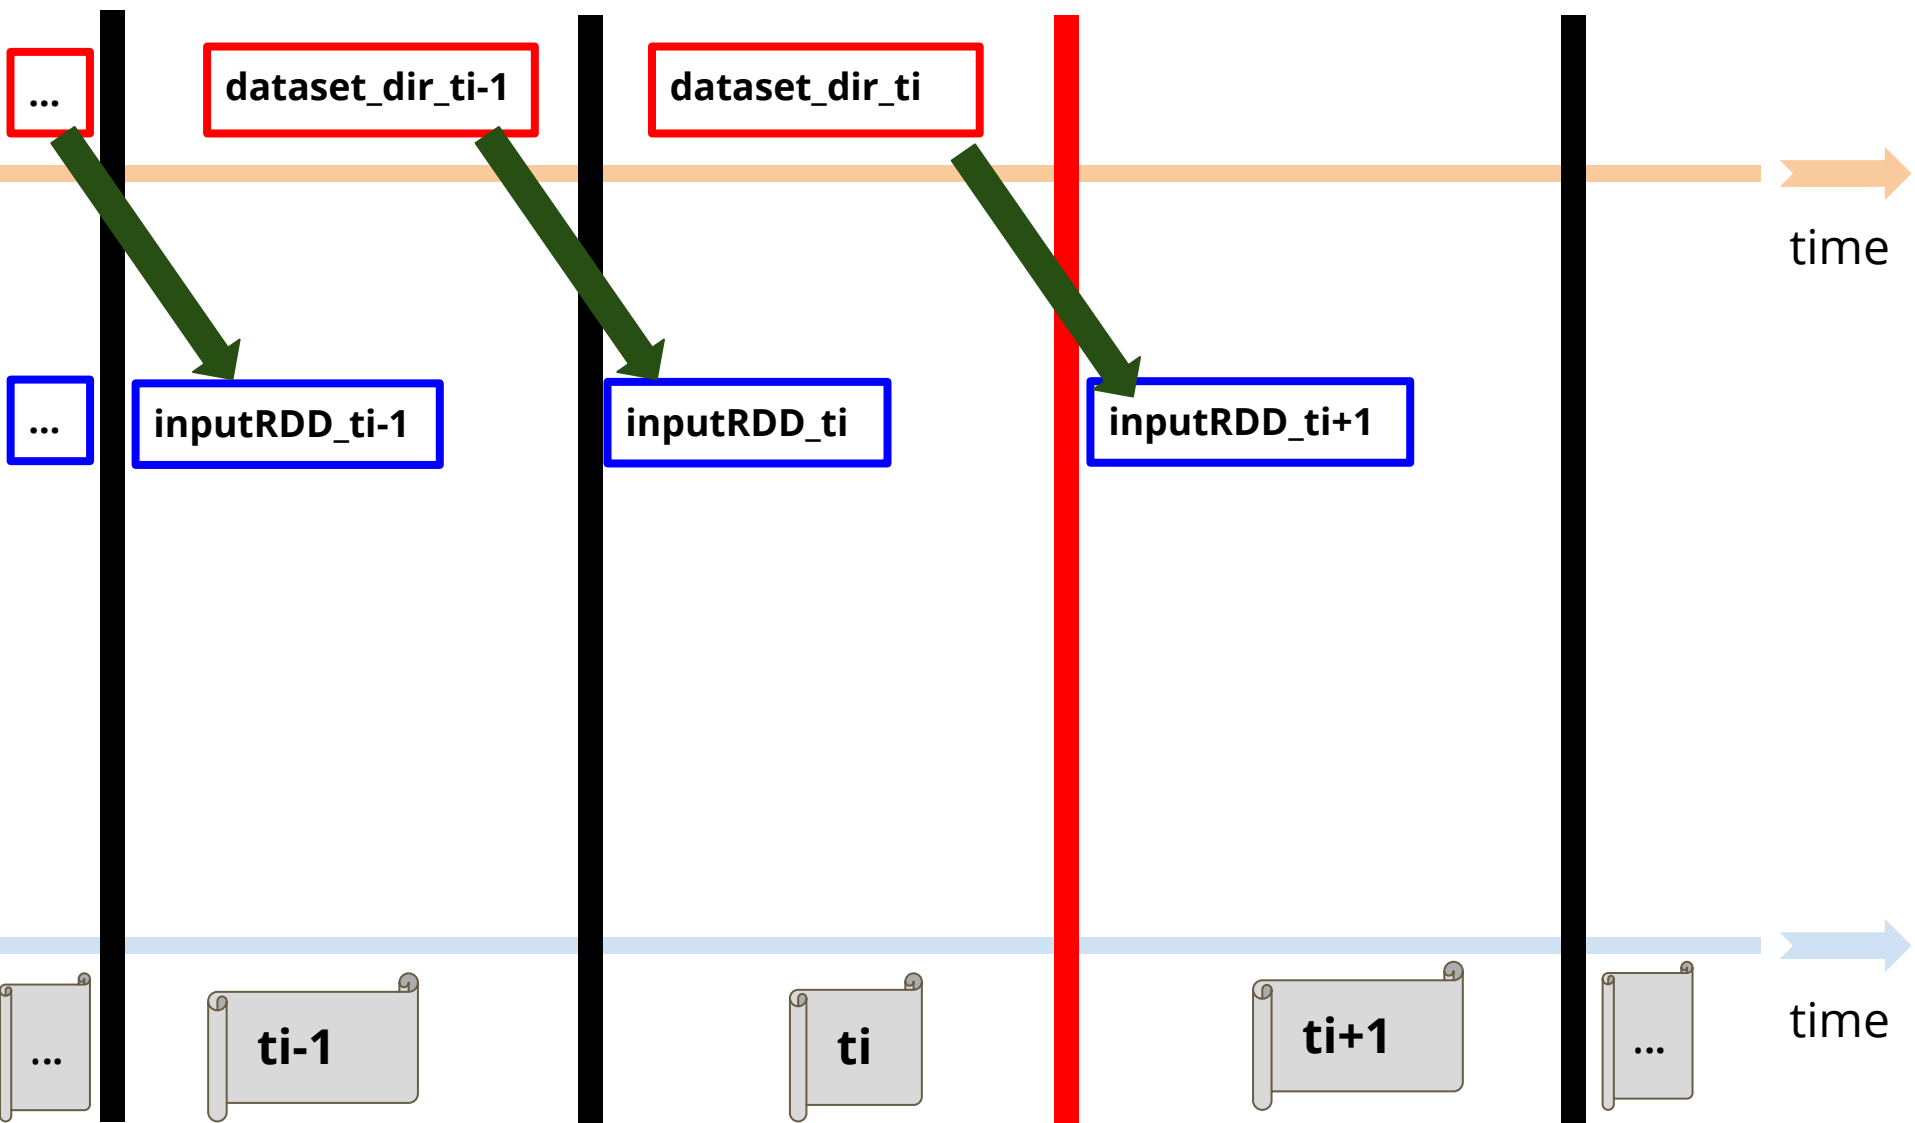 ...
dataset_dir_ti-1
dataset_dir_ti
time
...
inputRDD_ti-1
inputRDD_ti
inputRDD_ti+1
...
ti-1
ti
ti+1
...
time